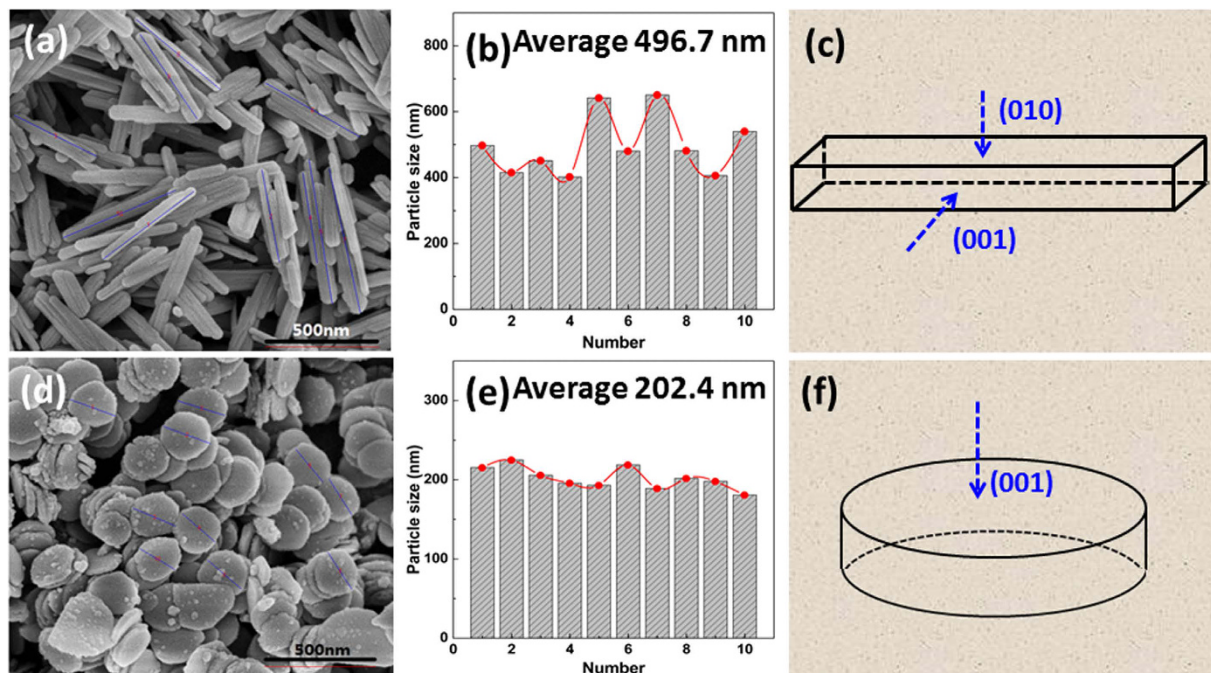 (a)
500nm
(b) Average 496.7 nm
Particle size (nm)
800
600
400
200
0
0 2 4 6 8 10
Number
(c)
(010)
(001)
(d)
500nm
(e) Average 202.4 nm
Particle size (nm)
300
200
100
0
0 2 4 6 8 10
Number
(f)
(001)